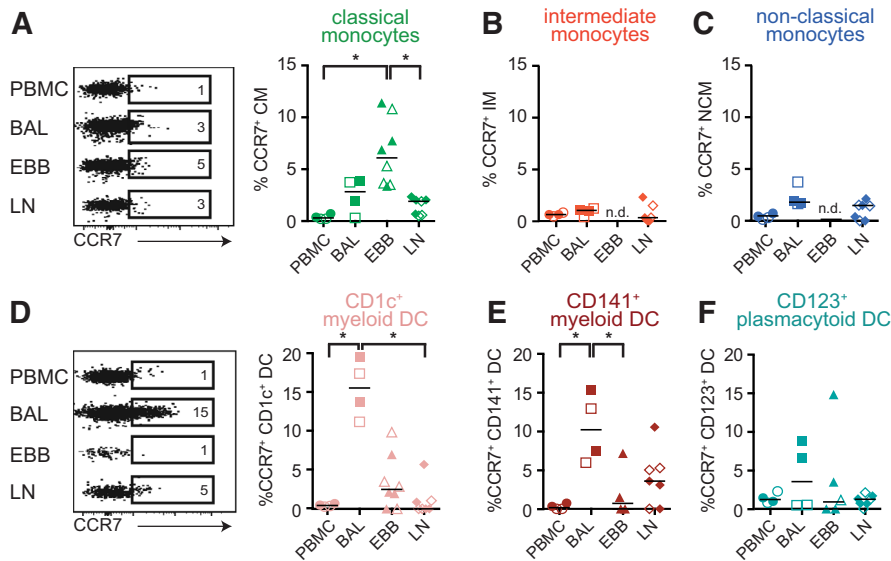 A
PBMC 1
BAL 3
EBB 5
LN 3
CCR7
classical
monocytes
* *
% CCR7+ CM
15
10
5
0
PBMC BAL EBB LN
B
intermediate
monocytes
% CCR7+ IM
15
10
5
0
n.d.
PBMC BAL EBB LN
C
non-classical
monocytes
% CCR7+ NCM
15
10
5
0
n.d.
PBMC BAL EBB LN
D
PBMC 1
BAL 15
EBB 1
LN 5
CCR7
CD1c+
myeloid DC
* *
%CCR7+ CD1c+ DC
20
15
10
5
0
PBMC BAL EBB LN
E
CD141+
myeloid DC
* *
%CCR7+ CD141+ DC
20
15
10
5
0
PBMC BAL EBB LN
F
CD123+
plasmacytoid DC
%CCR7+ CD123+ DC
20
15
10
5
0
PBMC BAL EBB LN